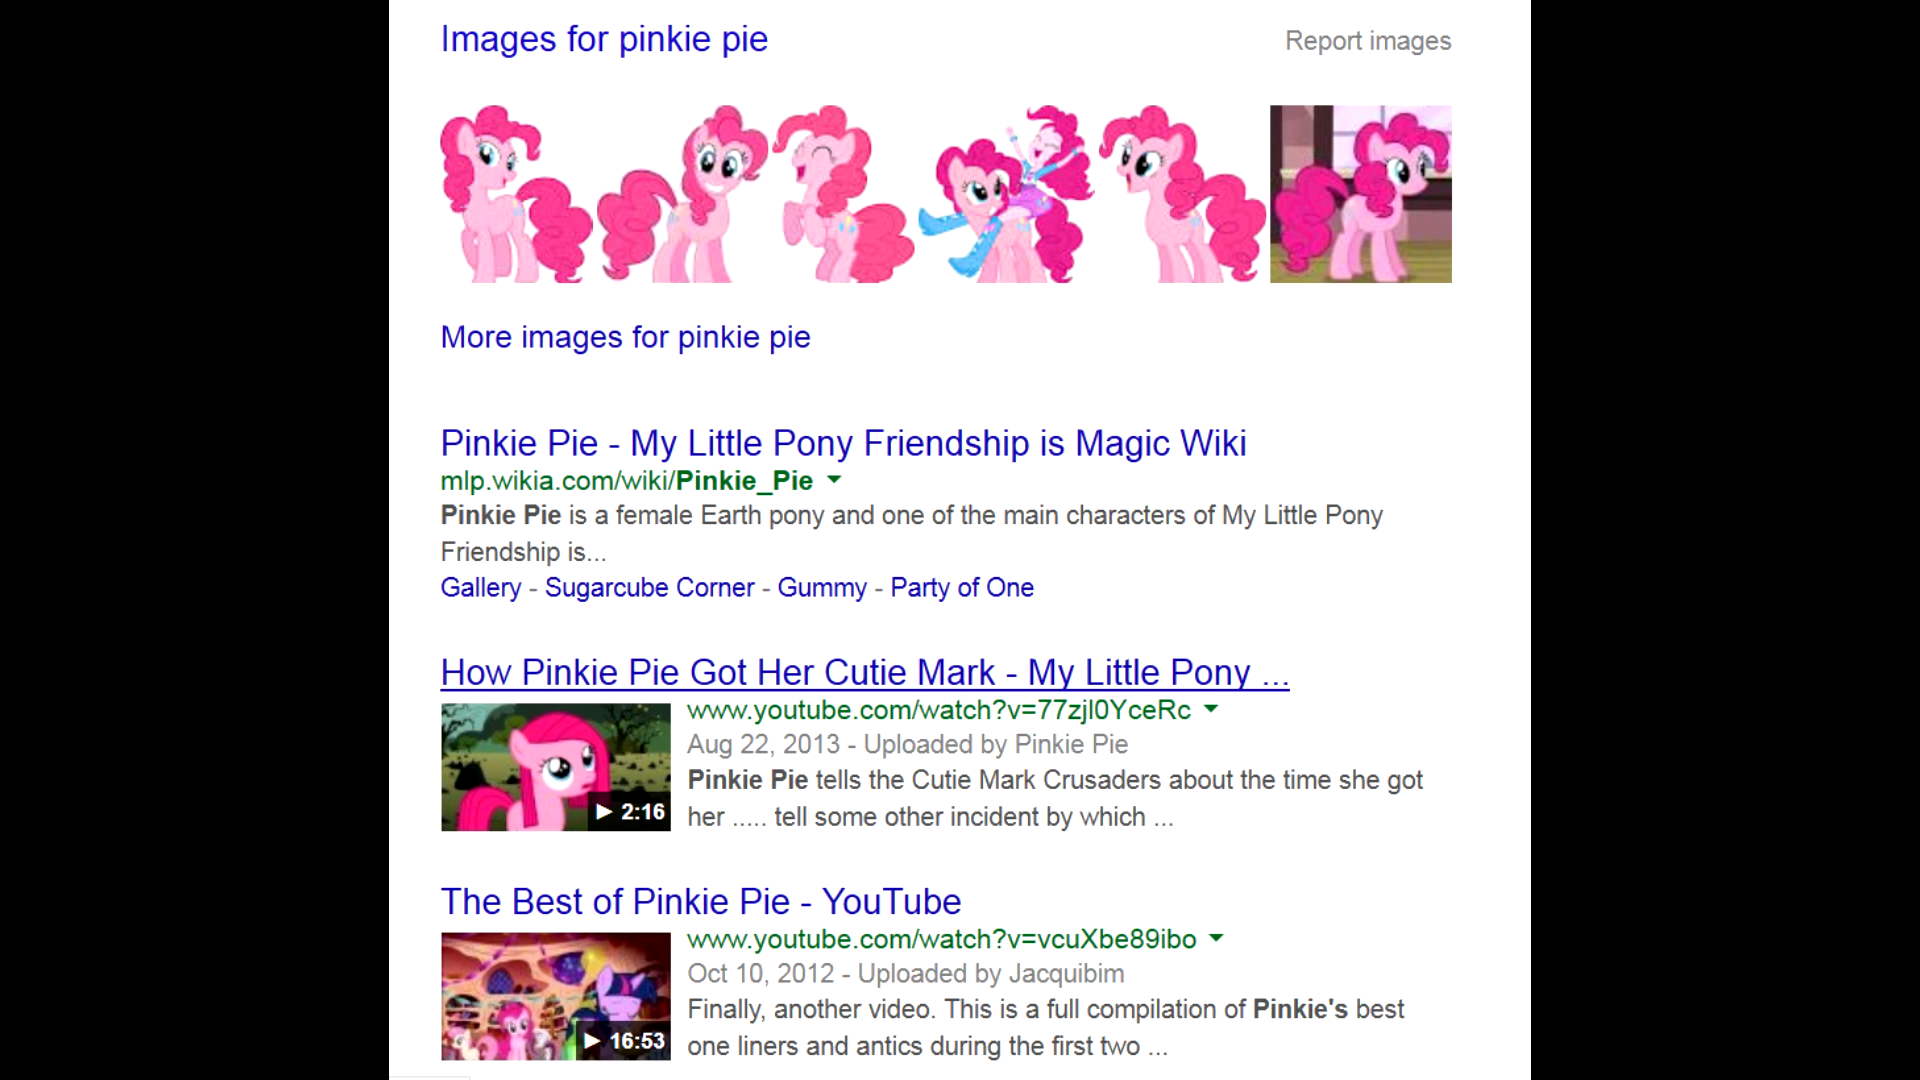 Images for pinkie pie
Report images
More images for pinkie pie
Pinkie Pie - My Little Pony Friendship is Magic Wiki
mlp.wikia.com/wiki/Pinkie_Pie
Pinkie Pie is a female Earth pony and one of the main characters of My Little Pony
Friendship is...
Gallery - Sugarcube Corner - Gummy - Party of One
How Pinkie Pie Got Her Cutie Mark - My Little Pony ...
www.youtube.com/watch?v=77zjl0YceRc
Aug 22, 2013 - Uploaded by Pinkie Pie
Pinkie Pie tells the Cutie Mark Crusaders about the time she got
her ..... tell some other incident by which ...
2:16
The Best of Pinkie Pie - YouTube
www.youtube.com/watch?v=vcuXbe89ibo
Oct 10, 2012 - Uploaded by Jacquibim
Finally, another video. This is a full compilation of Pinkie's best
one liners and antics during the first two ...
16:53